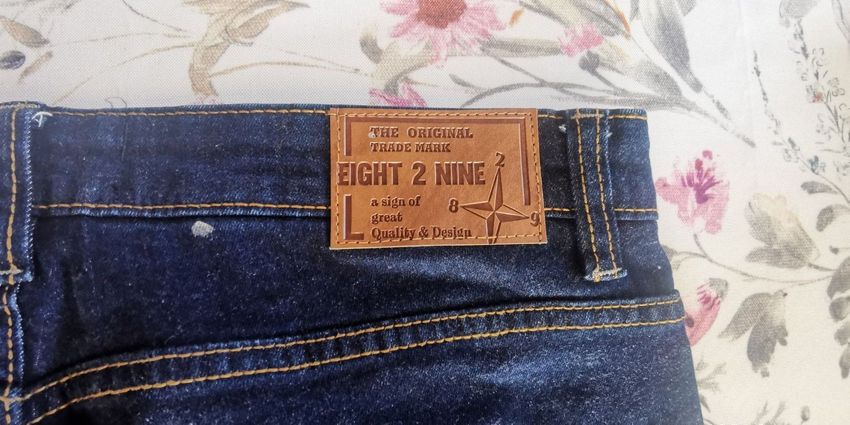 THE ORIGINAL
TRADE MARK
EIGHT 2 NINE
2
a sign of
8
9
great
Quality & Design